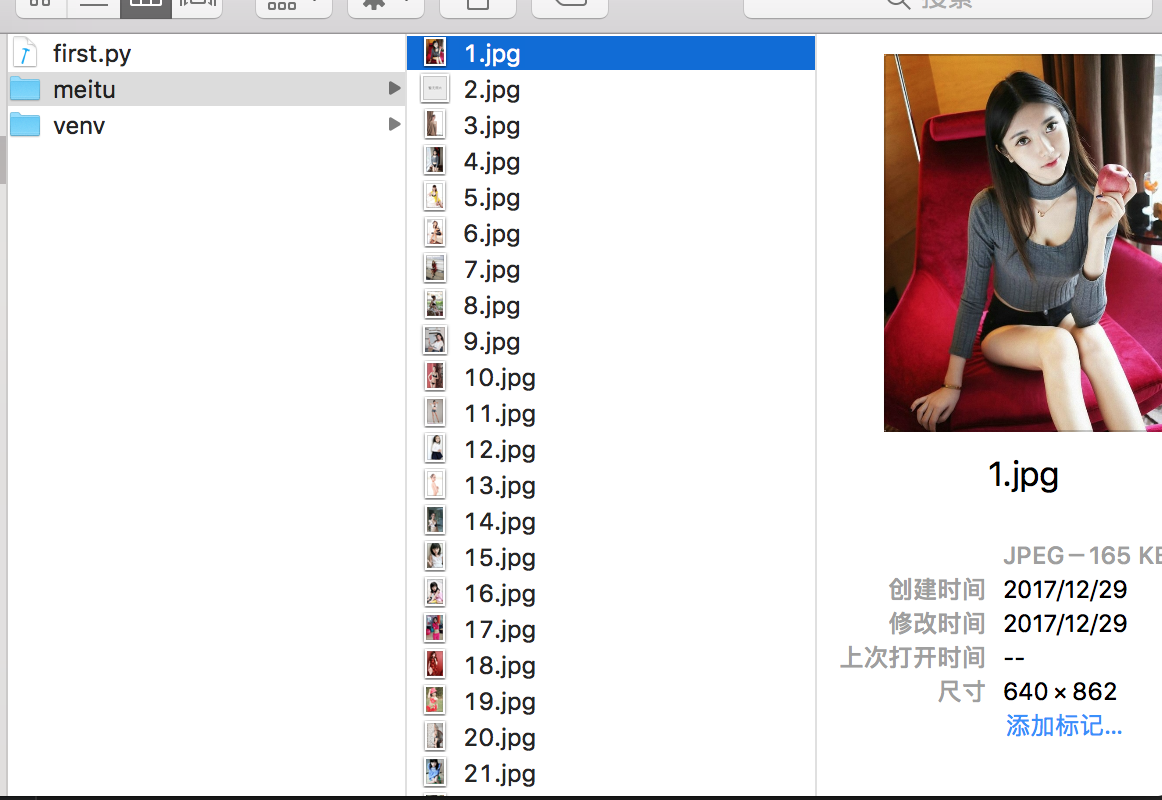 搜索
first.py
meitu
venv
1.jpg
2.jpg
3.jpg
4.jpg
5.jpg
6.jpg
7.jpg
8.jpg
9.jpg
10.jpg
11.jpg
12.jpg
13.jpg
14.jpg
15.jpg
16.jpg
17.jpg
18.jpg
19.jpg
20.jpg
21.jpg
1.jpg
JPEG — 165 KB
创建时间 2017/12/29
修改时间 2017/12/29
上次打开时间 --
尺寸 640 × 862
添加标记...